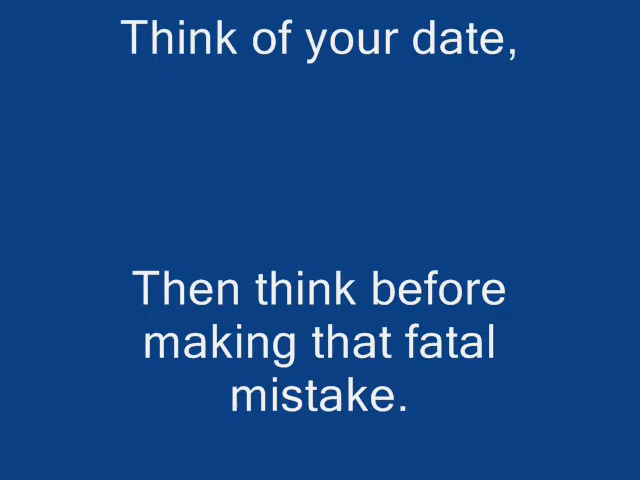 Think of your date,
Then think before
making that fatal
mistake.